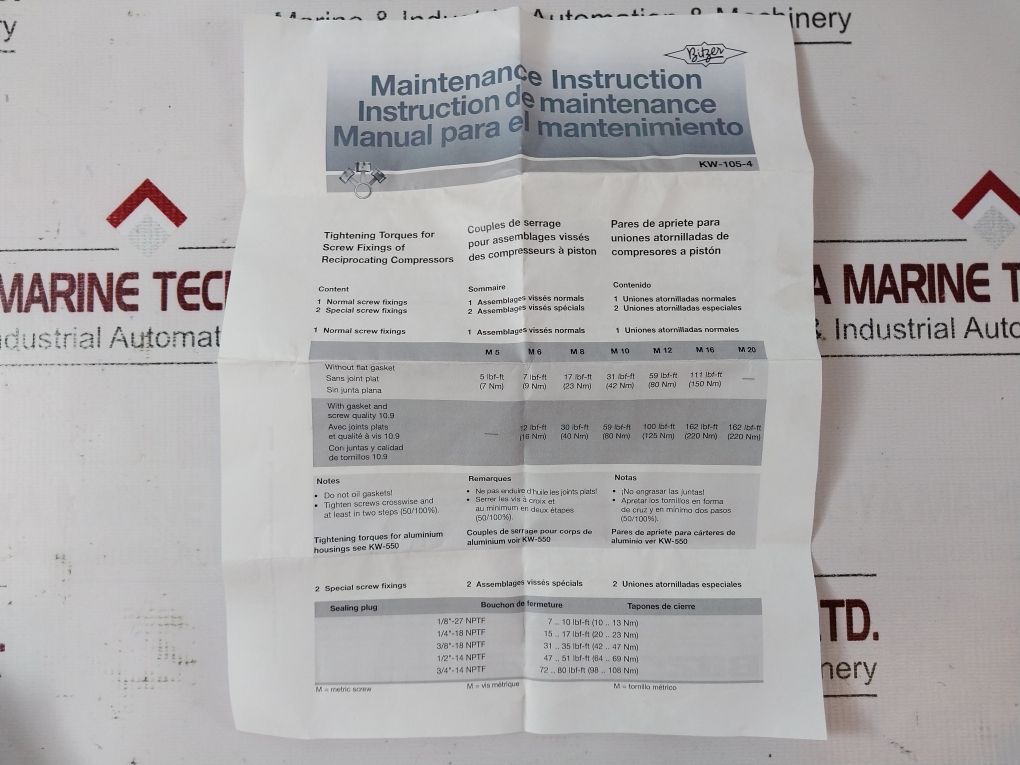 Marine & Industrial Automation & Machinery
Bitzer
Maintenance Instruction
Instruction de maintenance
Manual para el mantenimiento
KW-105-4
Tightening Torques for
Screw Fixings of
Reciprocating Compressors
Couples de serrage
pour assemblages vissés
des compresseurs à piston
Pares de apriete para
uniones atornilladas de
compresores a pistón
Content
1 Normal screw fixings
2 Special screw fixings
Sommaire
1 Assemblages vissés normals
2 Assemblages vissés spécials
Contenido
1 Uniones atornilladas normales
2 Uniones atornilladas especiales
1 Normal screw fixings
1 Assemblages vissés normals
1 Uniones atornilladas normales
M 5 M 6 M 8 M 10 M 12 M 16 M 20
Without flat gasket
Sans joint plat
Sin junta plana
5 lbf-ft 7 lbf-ft 17 lbf-ft 31 lbf-ft 59 lbf-ft 111 lbf-ft —
(7 Nm) (9 Nm) (23 Nm) (42 Nm) (80 Nm) (150 Nm)
With gasket and
screw quality 10.9
Avec joints plats
et qualité à vis 10.9
Con juntas y calidad
de tornillos 10.9
— 12 lbf-ft 30 lbf-ft 59 lbf-ft 100 lbf-ft 162 lbf-ft 162 lbf-ft
(16 Nm) (40 Nm) (80 Nm) (125 Nm) (220 Nm) (220 Nm)
Notes
• Do not oil gaskets!
• Tighten screws crosswise and
at least in two steps (50/100%).
Tightening torques for aluminium
housings see KW-550
Remarques
• Ne pas enduire d'huile les joints plats!
• Serrer les vis à croix et
au minimum en deux étapes
(50/100%).
Couples de serrage pour corps de
aluminium voir KW-550
Notas
• ¡No engrasar las juntas!
• Apretar los tornillos en forma
de cruz y en mínimo dos pasos
(50/100%).
Pares de apriete para cárteres de
aluminio ver KW-550
2 Special screw fixings
2 Assemblages vissés spécials
2 Uniones atornilladas especiales
Sealing plug Bouchon de fermeture Tapones de cierre
1/8"-27 NPTF 7 .. 10 lbf-ft (10 .. 13 Nm)
1/4"-18 NPTF 15 .. 17 lbf-ft (20 .. 23 Nm)
3/8"-18 NPTF 31 .. 35 lbf-ft (42 .. 47 Nm)
1/2"-14 NPTF 47 .. 51 lbf-ft (64 .. 69 Nm)
3/4"-14 NPTF 72 .. 80 lbf-ft (98 .. 108 Nm)
M = metric screw M = vis métrique M = tornillo métrico
MARINE TECH
dustrial Automat
A MARINE T
& Industrial Auto
LTD.
nery